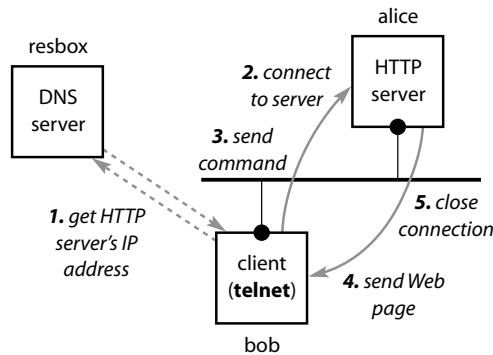 alice
resbox
HTTP
server
DNS
server
2. connect
to server
3. send
command
1. get HTTP
server's IP
address
5. close
connection
client
(telnet)
4. send Web
page
bob